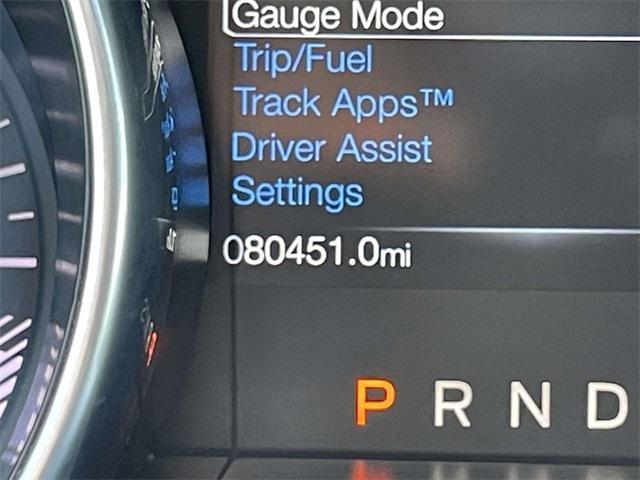 Gauge Mode
Trip/Fuel
Track Apps™
Driver Assist
Settings
080451.0mi
P R N D